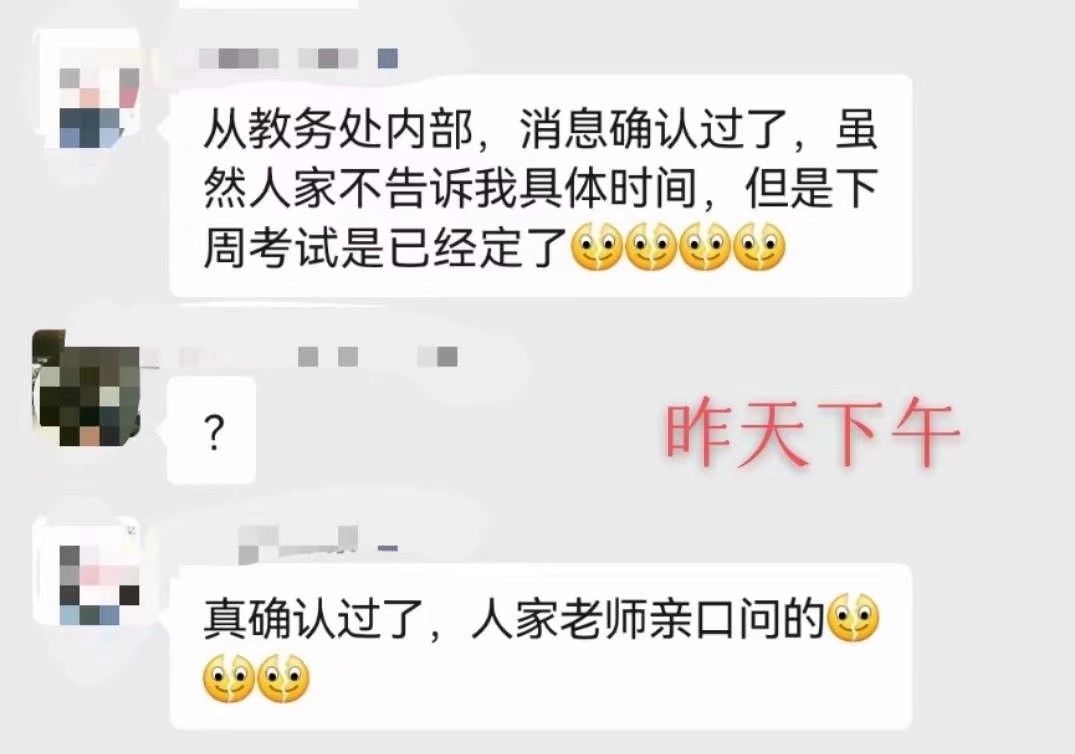 从教务处内部，消息确认过了，虽
然人家不告诉我具体时间，但是下
周考试是已经定了
？
昨天下午
真确认过了，人家老师亲口问的